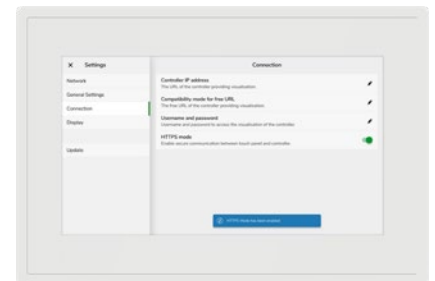 X Settings
Connection
Network
General Settings
Connection
Display
Update
Controller IP address
The URL of the controller providing visualisation.
Compatibility mode for free URL
The free URL of the controller providing visualisation.
Username and password
Username and password to access the visualization of the controller.
HTTPS mode
Enable secure communication between touch panel and controller.
HTTPS mode has been enabled